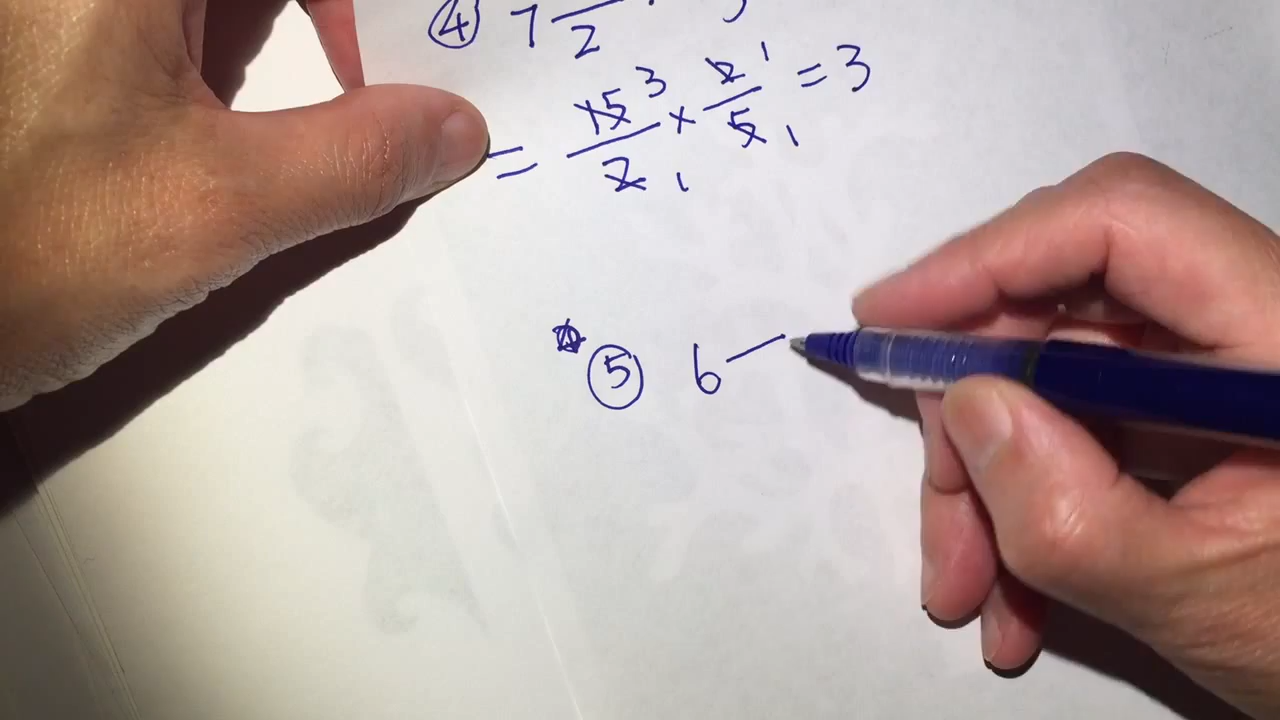 ④ 7 — 2
= 15 3 / 2 1 × 2 1 / 5 1 = 3
⑤ 6 —